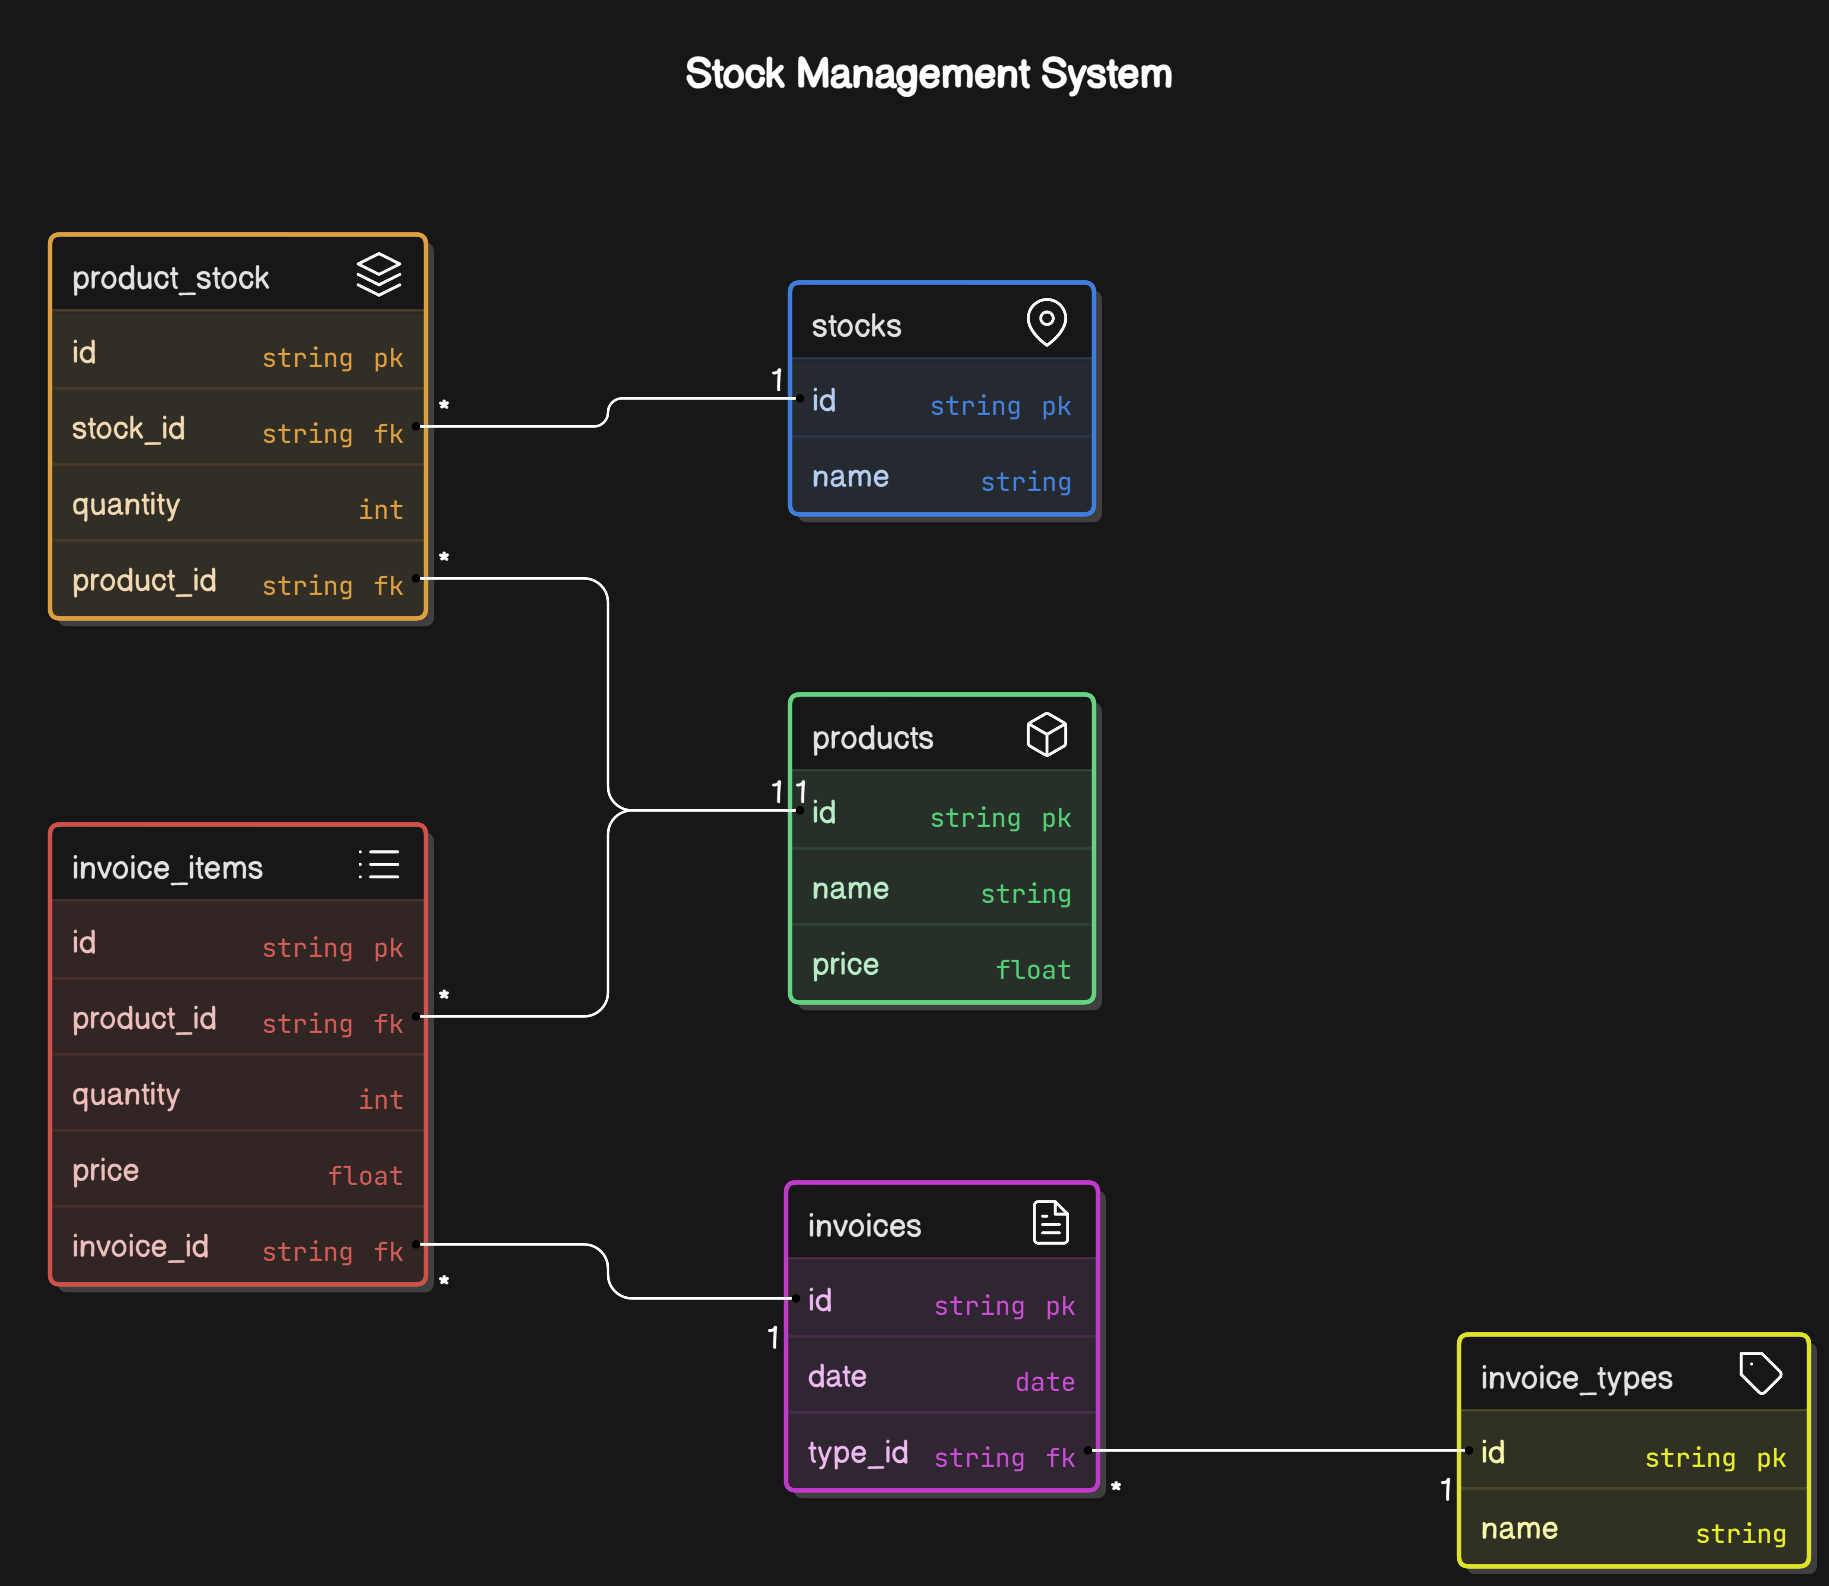 Stock Management System
product_stock
id string pk
stock_id string fk
quantity int
product_id string fk
*
*
stocks
1
id string pk
name string
products
1 1
id string pk
name string
price float
invoice_items
id string pk
product_id string fk
quantity int
price float
invoice_id string fk
*
*
invoices
id string pk
1
date date
type_id string fk
*
invoice_types
id string pk
1
name string